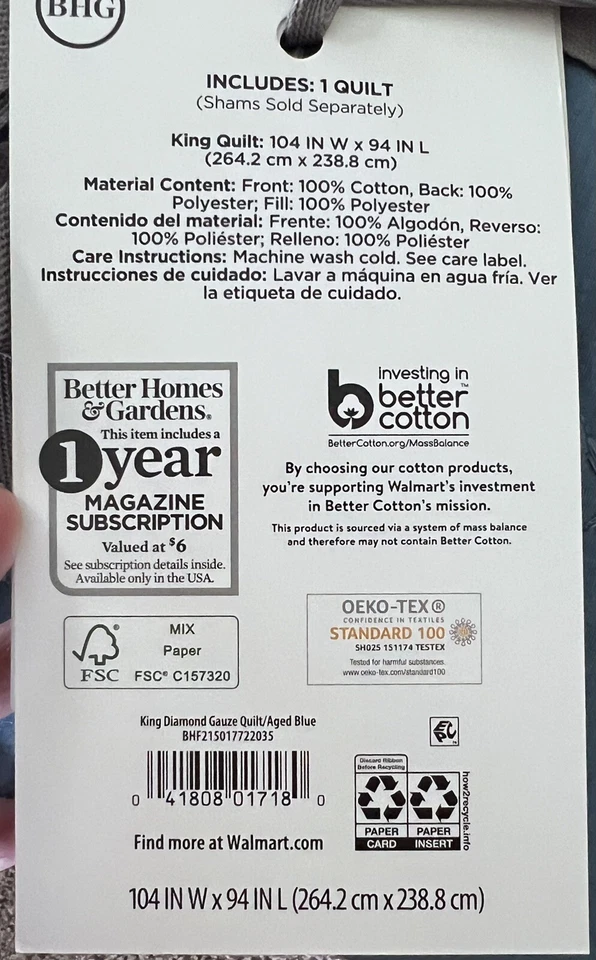 BHG
INCLUDES: 1 QUILT
(Shams Sold Separately)
King Quilt: 104 IN W x 94 IN L
(264.2 cm x 238.8 cm)
Material Content: Front: 100% Cotton, Back: 100%
Polyester; Fill: 100% Polyester
Contenido del material: Frente: 100% Algodón, Reverso:
100% Poliéster; Relleno: 100% Poliéster
Care Instructions: Machine wash cold. See care label.
Instrucciones de cuidado: Lavar a máquina en agua fría. Ver
la etiqueta de cuidado.
Better Homes
& Gardens®
This item includes a
1 year
MAGAZINE
SUBSCRIPTION
Valued at $6
See subscription details inside.
Available only in the USA.
Investing in
better™
cotton
BetterCotton.org/MassBalance
By choosing our cotton products,
you're supporting Walmart's investment
in Better Cotton's mission.
This product is sourced via a system of mass balance
and therefore may not contain Better Cotton.
®
FSC
MIX
Paper
FSC® C157320
OEKO-TEX®
CONFIDENCE IN TEXTILES
STANDARD 100
SH025 151174 TESTEX
Tested for harmful substances.
www.oeko-tex.com/standard100
King Diamond Gauze Quilt/Aged Blue
BHF215017722035
0 41808 01718 0
Find more at Walmart.com
EPC™
Discard Ribbon
Before Recycling
PAPER
CARD
PAPER
INSERT
how2recycle.info
104 IN W x 94 IN L (264.2 cm x 238.8 cm)